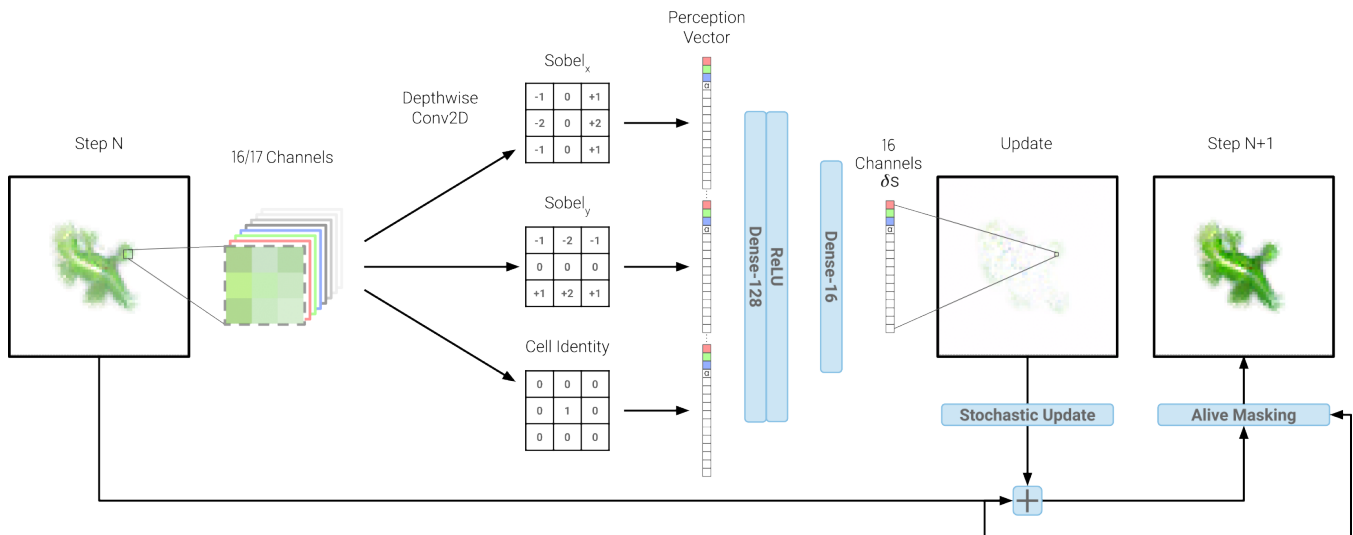 Step N
16/17 Channels
Depthwise
Conv2D
Sobelx
-1 0 +1
-2 0 +2
-1 0 +1
Sobely
-1 -2 -1
0 0 0
+1 +2 +1
Cell Identity
0 0 0
0 1 0
0 0 0
Perception
Vector
α
α
α
Dense-128
ReLU
Dense-16
16
Channels
δs
α
Update
Stochastic Update
+
Step N+1
Alive Masking